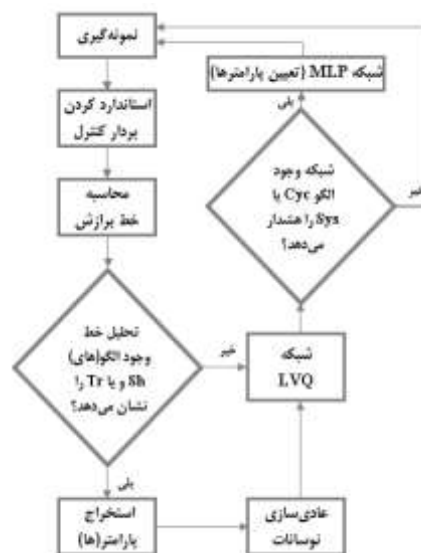 نمونه‌گیری
استاندارد کردن
بردار کنترل
محاسبه
خط برازش
تحلیل خط
وجود الگو(های)
Sh و یا Tr را
نشان می‌دهد؟
بلی
خیر
استخراج
پارامتر(ها)
عادی‌سازی
نوسانات
شبکه
LVQ
شبکه وجود
الگو Cyc یا
Sys را هشدار
می‌دهد؟
بلی
خیر
شبکه MLP (تعیین پارامترها)